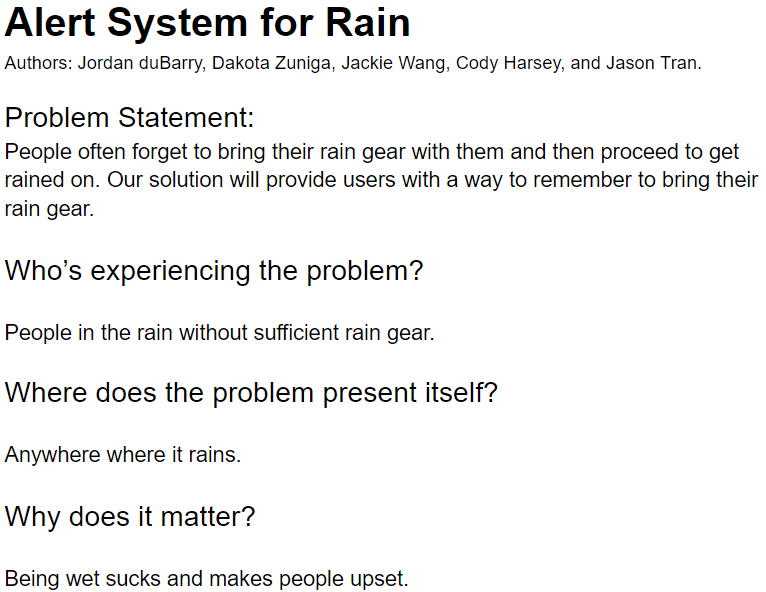 Alert System for Rain
Authors: Jordan duBarry, Dakota Zuniga, Jackie Wang, Cody Harsey, and Jason Tran.
Problem Statement:
People often forget to bring their rain gear with them and then proceed to get
rained on. Our solution will provide users with a way to remember to bring their
rain gear.
Who’s experiencing the problem?
People in the rain without sufficient rain gear.
Where does the problem present itself?
Anywhere where it rains.
Why does it matter?
Being wet sucks and makes people upset.